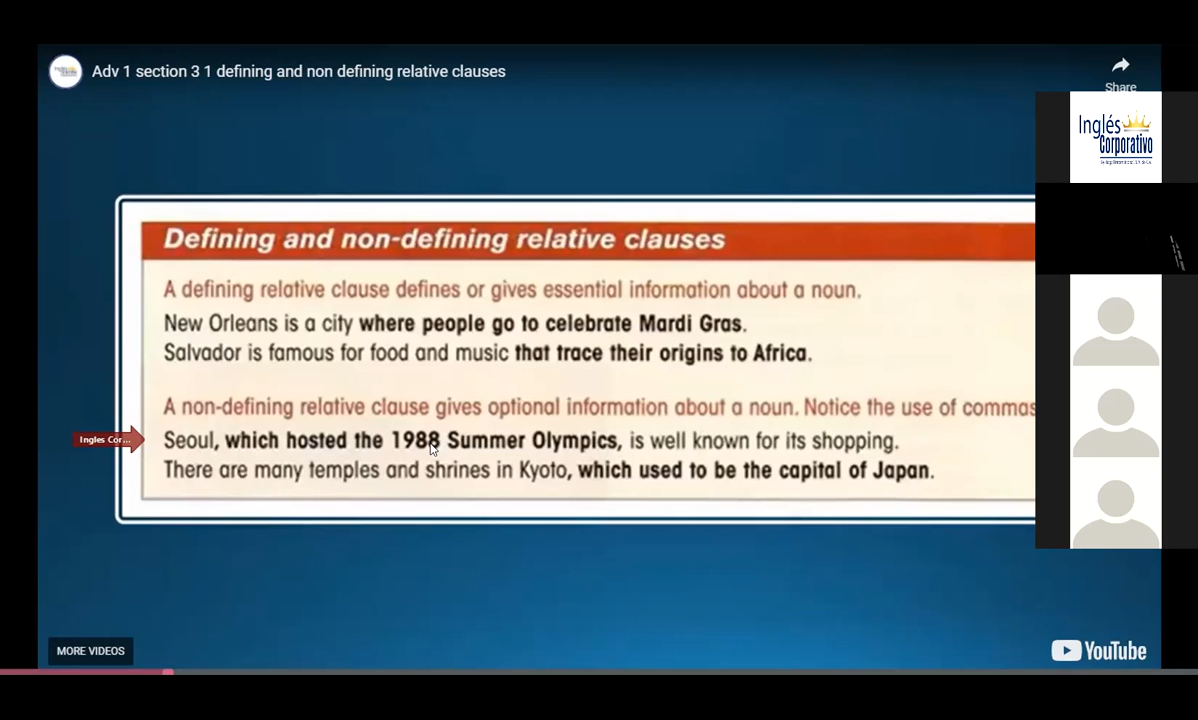 Adv 1 section 3 1 defining and non defining relative clauses
Share
Inglés
Corporativo
Defining and non-defining relative clauses
A defining relative clause defines or gives essential information about a noun.
New Orleans is a city where people go to celebrate Mardi Gras.
Salvador is famous for food and music that trace their origins to Africa.
A non-defining relative clause gives optional information about a noun. Notice the use of commas
Ingles Cor...
Seoul, which hosted the 1988 Summer Olympics, is well known for its shopping.
There are many temples and shrines in Kyoto, which used to be the capital of Japan.
MORE VIDEOS
YouTube